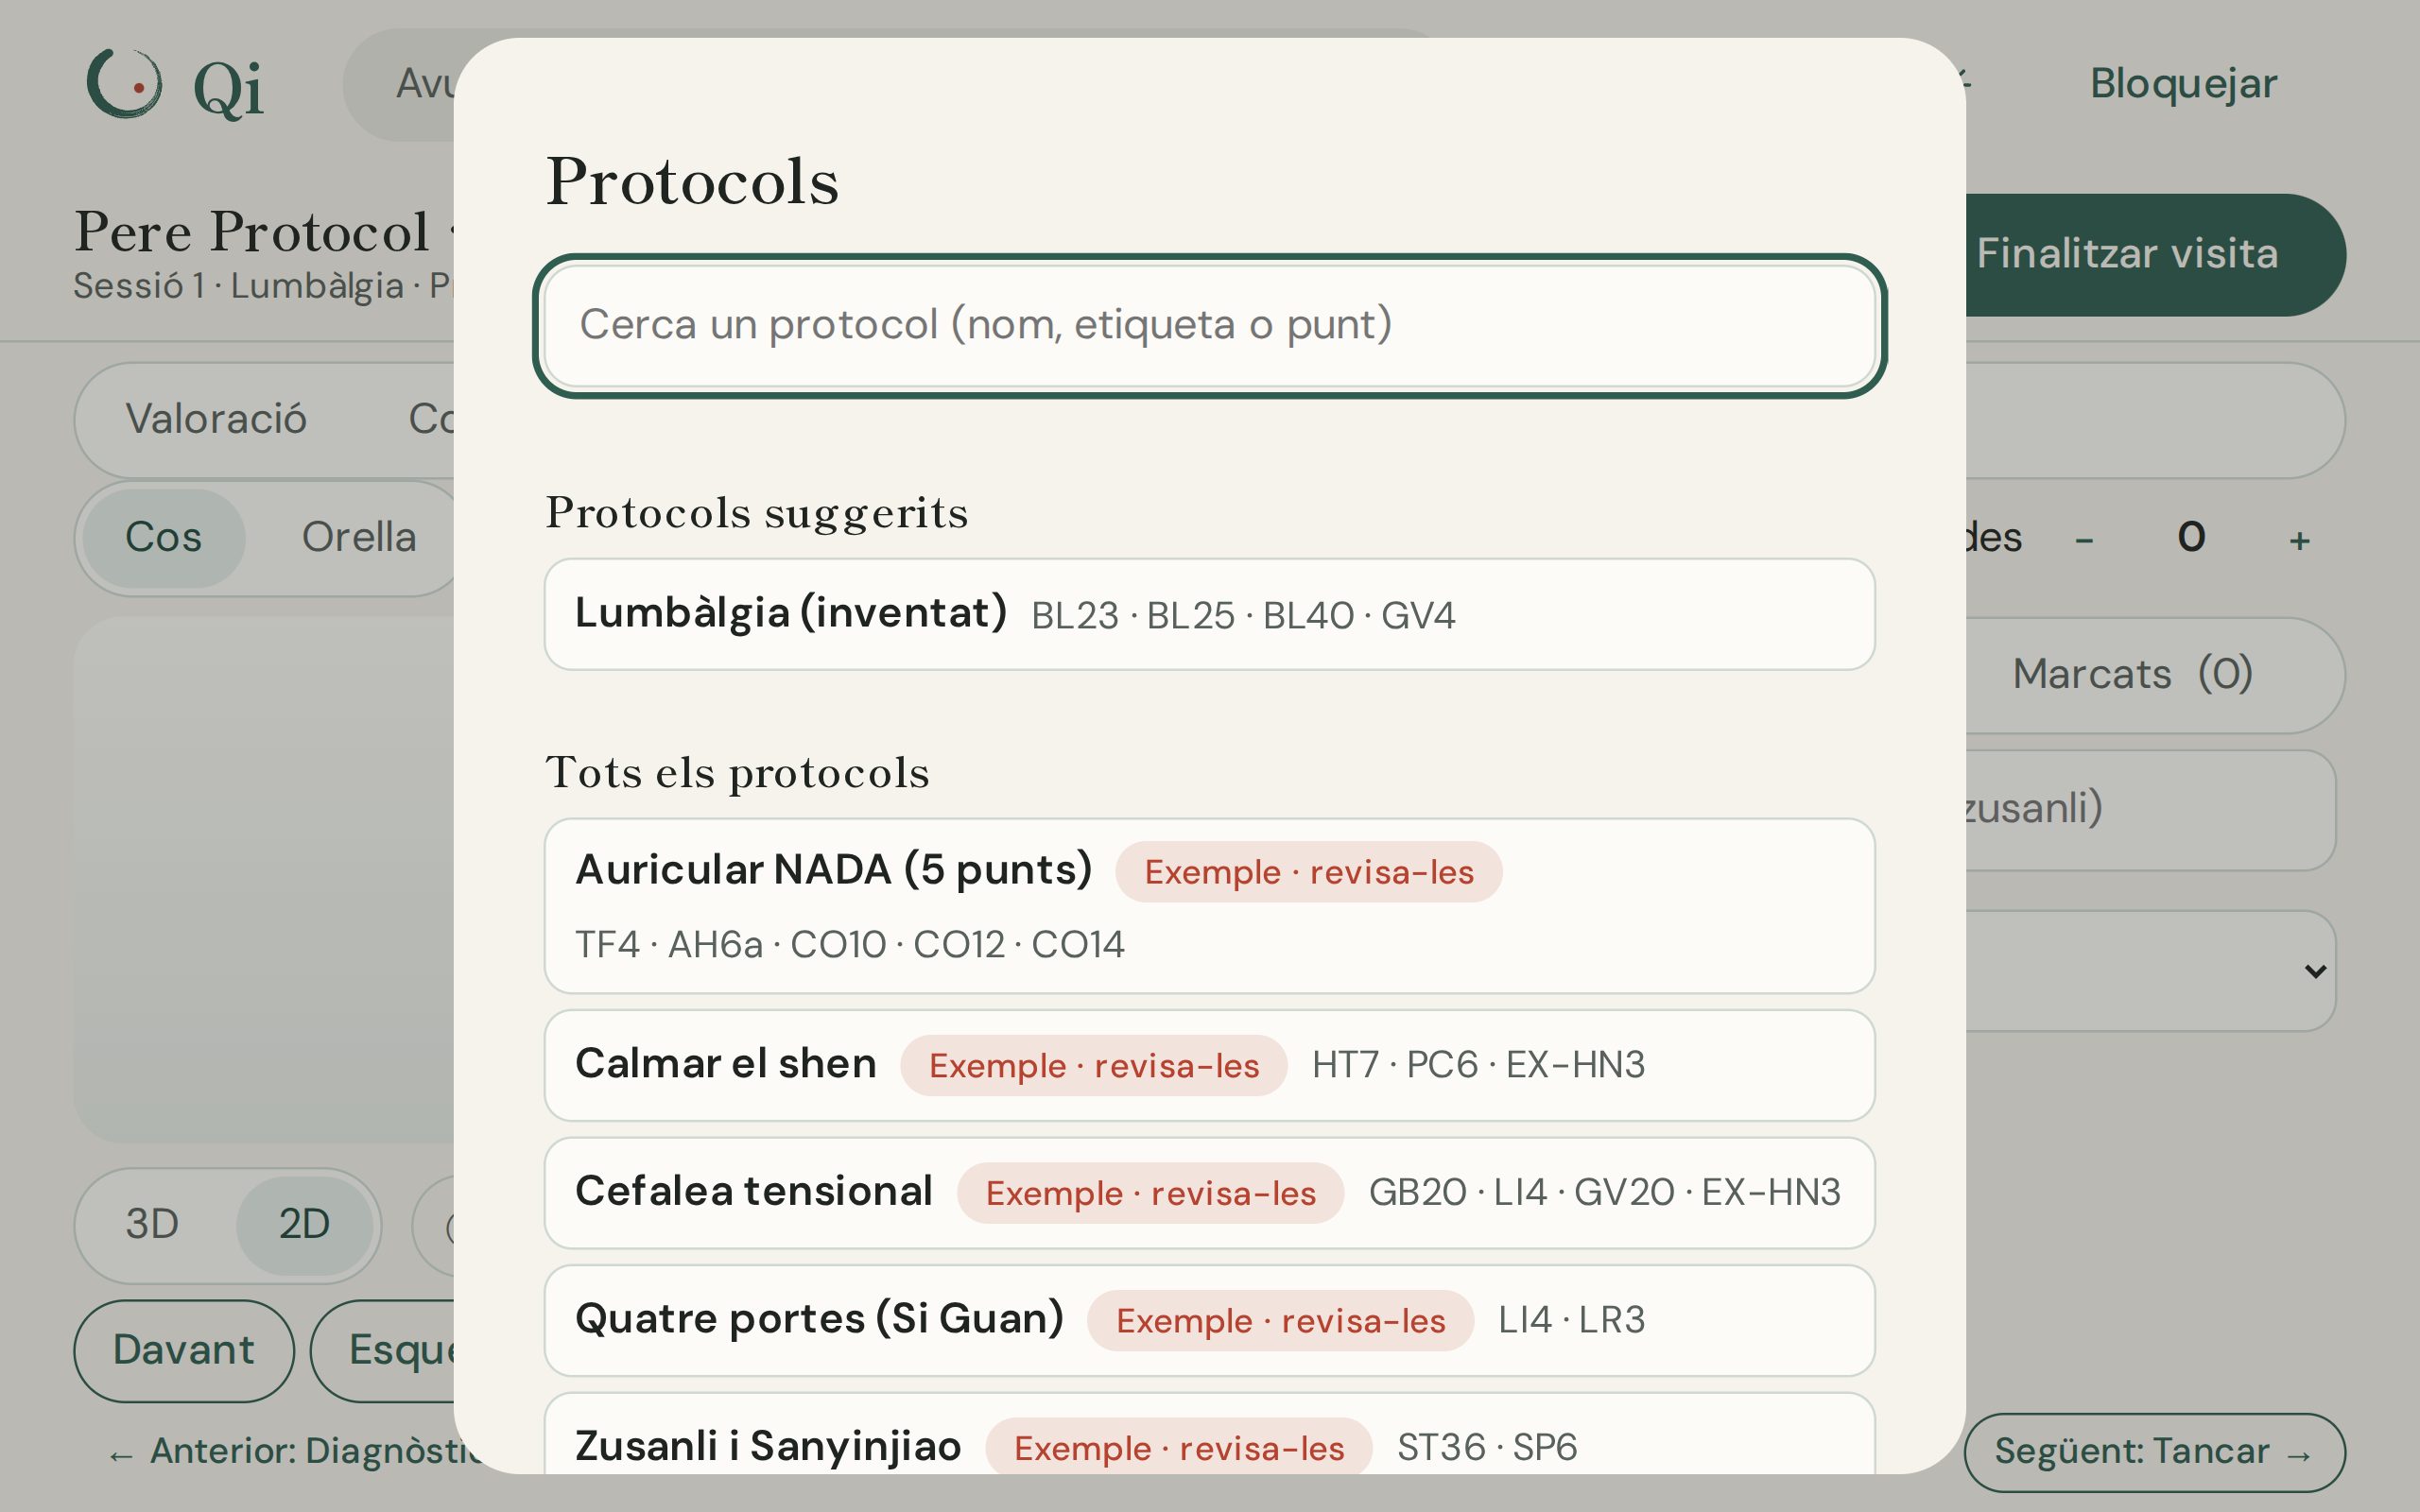 Qi
Bloquejar
Protocols
Pere Protocol ·
Sessió 1 · Lumbàlgia ·
Finalitzar visita
Cerca un protocol (nom, etiqueta o punt)
Valoració
Cos
Orella
- 0 +
Protocols suggerits
Lumbàlgia (inventat) BL23 · BL25 · BL40 · GV4
Marcats (0)
Tots els protocols
zusanli)
Auricular NADA (5 punts) Exemple · revisa-les
TF4 · AH6a · CO10 · CO12 · CO14
Calmar el shen Exemple · revisa-les HT7 · PC6 · EX-HN3
Cefalea tensional Exemple · revisa-les GB20 · LI4 · GV20 · EX-HN3
3D
2D
Quatre portes (Si Guan) Exemple · revisa-les LI4 · LR3
Davant
Zusanli i Sanyinjiao Exemple · revisa-les ST36 · SP6
← Anterior: Diagnòstic
Següent: Tancar →